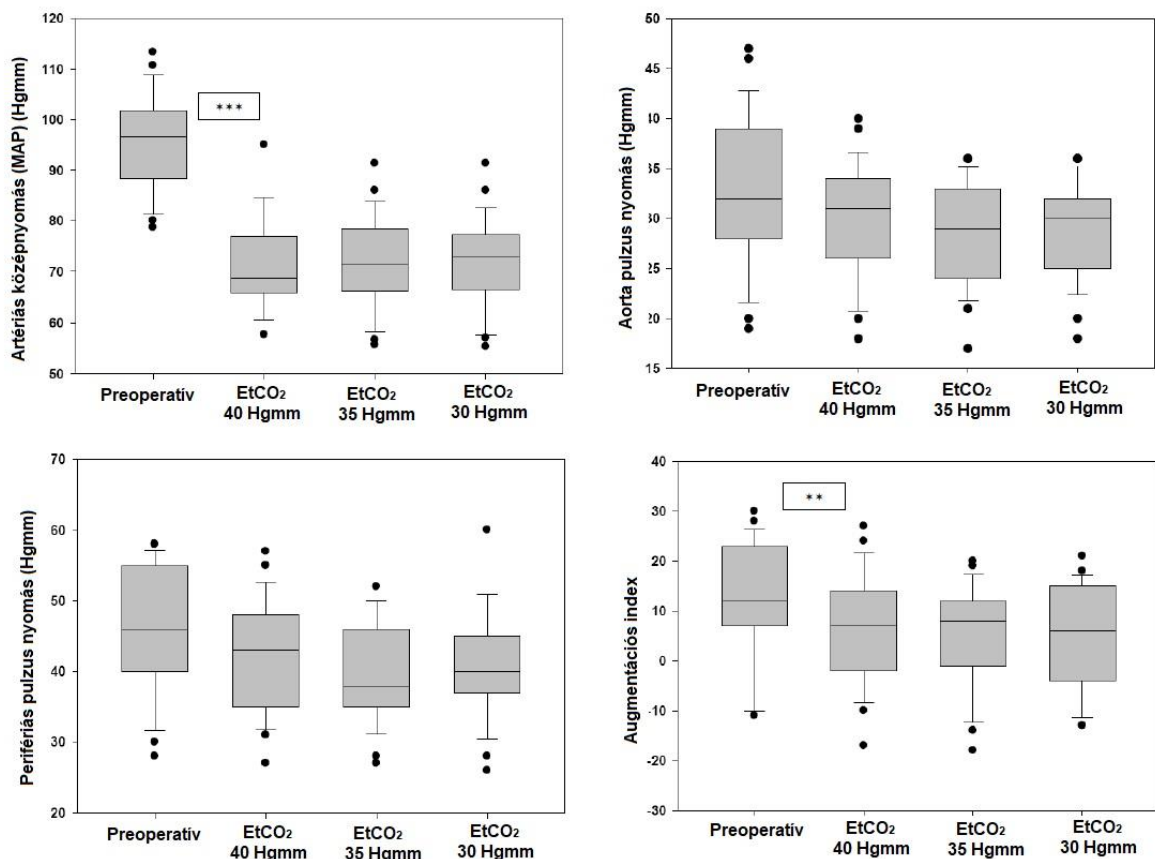 Artériás középnyomás (MAP) (Hgmm)
120
110
100
90
80
70
60
50
***
Preoperatív
EtCO₂
40 Hgmm
EtCO₂
35 Hgmm
EtCO₂
30 Hgmm
Aorta pulzus nyomás (Hgmm)
50
45
40
35
30
25
20
15
Preoperatív
EtCO₂
40 Hgmm
EtCO₂
35 Hgmm
EtCO₂
30 Hgmm
Perifériás pulzus nyomás (Hgmm)
70
60
50
40
30
20
Preoperatív
EtCO₂
40 Hgmm
EtCO₂
35 Hgmm
EtCO₂
30 Hgmm
Augmentációs index
40
30
20
10
0
-10
-20
-30
**
Preoperatív
EtCO₂
40 Hgmm
EtCO₂
35 Hgmm
EtCO₂
30 Hgmm